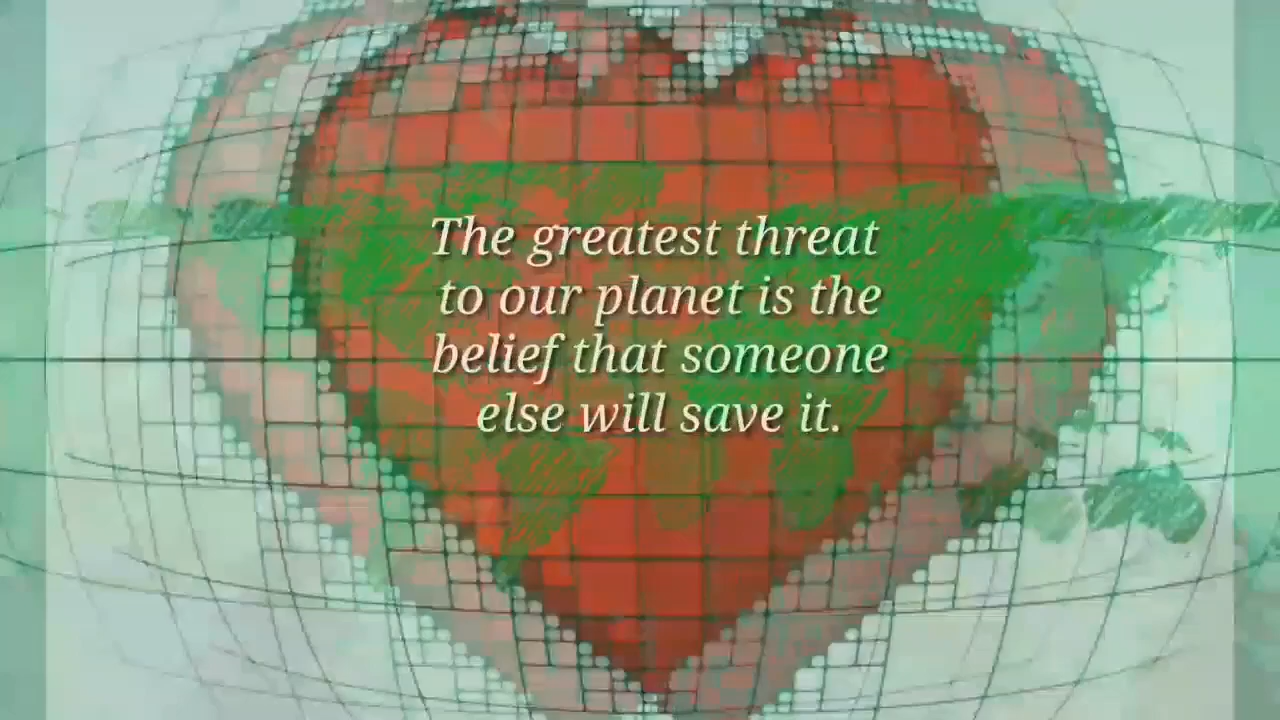 The greatest threat
to our planet is the
belief that someone
else will save it.